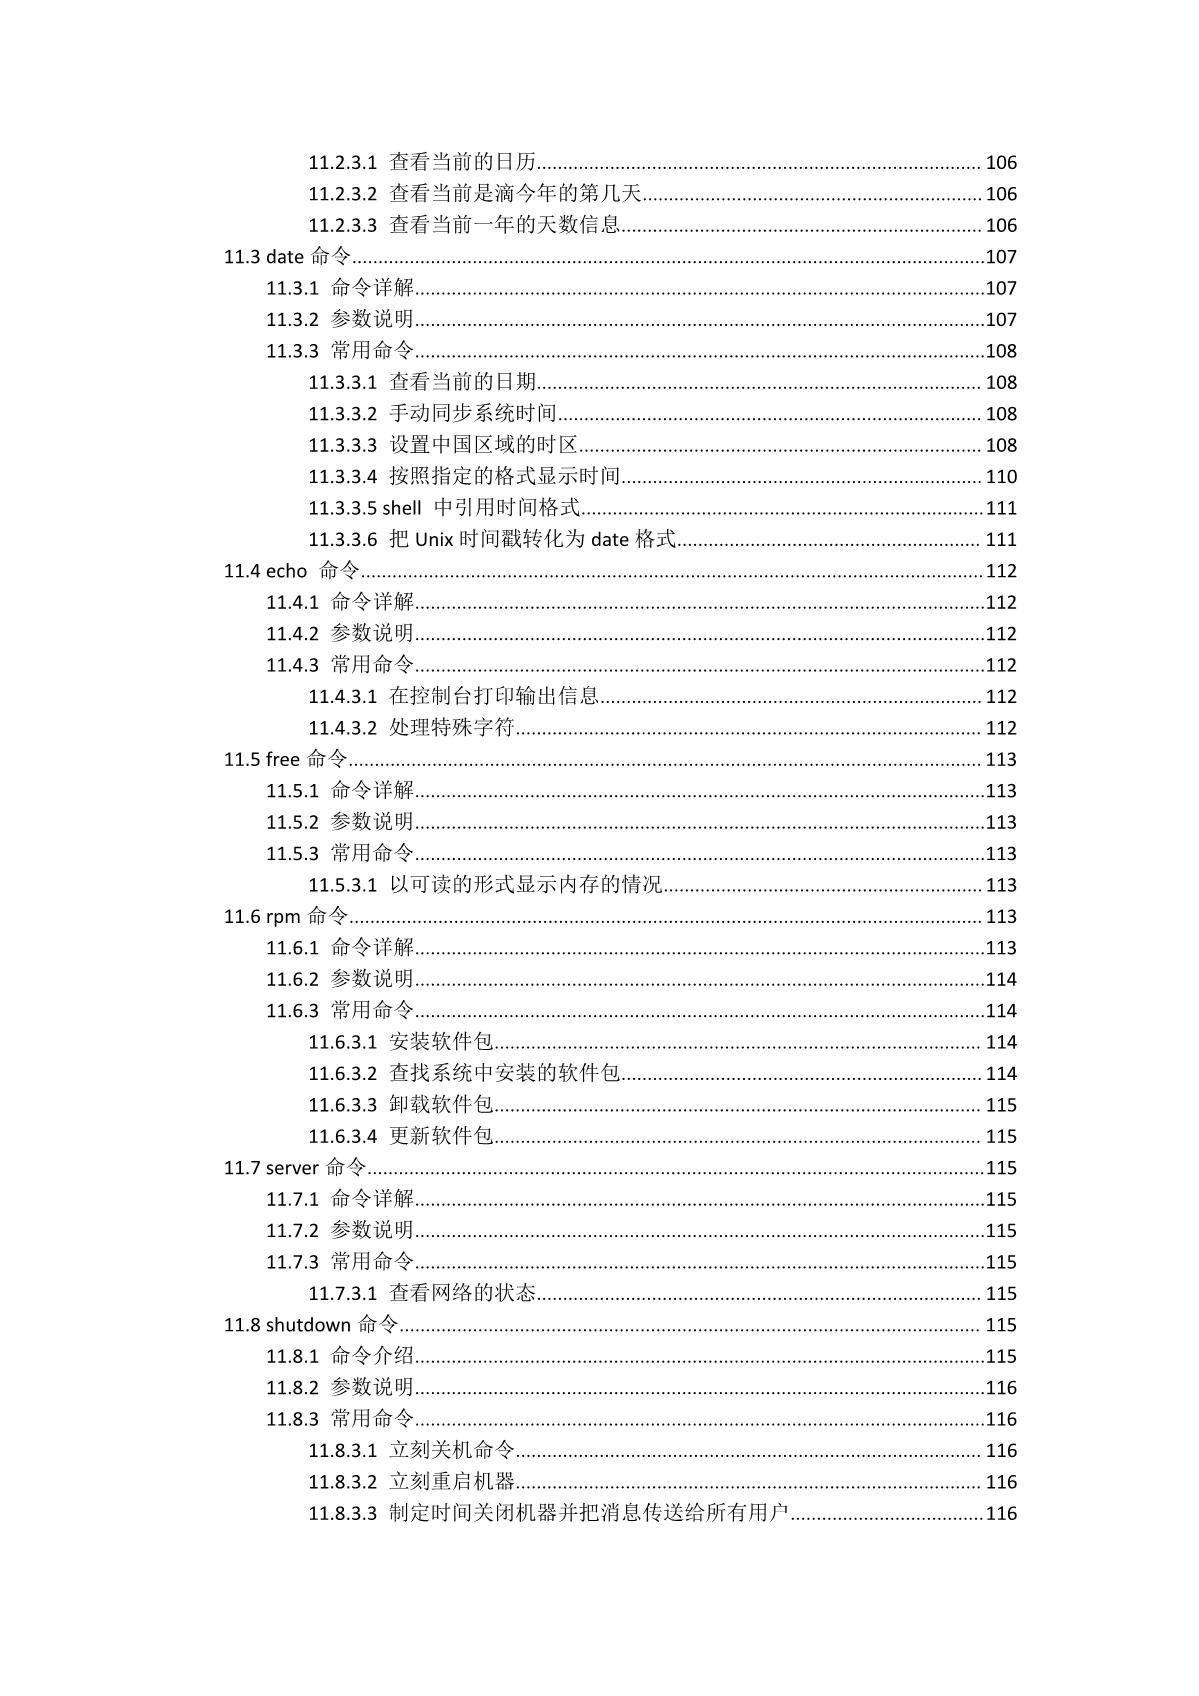 11.2.3.1 查看当前的日历........ 106
11.2.3.2 查看当前是滴今年的第几天........ 106
11.2.3.3 查看当前一年的天数信息........ 106
11.3 date 命令........107
11.3.1 命令详解........107
11.3.2 参数说明........107
11.3.3 常用命令........108
11.3.3.1 查看当前的日期........ 108
11.3.3.2 手动同步系统时间........ 108
11.3.3.3 设置中国区域的时区........ 108
11.3.3.4 按照指定的格式显示时间........ 110
11.3.3.5 shell 中引用时间格式........ 111
11.3.3.6 把 Unix 时间戳转化为 date 格式........ 111
11.4 echo 命令........ 112
11.4.1 命令详解........112
11.4.2 参数说明........112
11.4.3 常用命令........112
11.4.3.1 在控制台打印输出信息........ 112
11.4.3.2 处理特殊字符........ 112
11.5 free 命令........ 113
11.5.1 命令详解........113
11.5.2 参数说明........113
11.5.3 常用命令........113
11.5.3.1 以可读的形式显示内存的情况........ 113
11.6 rpm 命令........ 113
11.6.1 命令详解........113
11.6.2 参数说明........114
11.6.3 常用命令........114
11.6.3.1 安装软件包........ 114
11.6.3.2 查找系统中安装的软件包........ 114
11.6.3.3 卸载软件包........ 115
11.6.3.4 更新软件包........ 115
11.7 server 命令........115
11.7.1 命令详解........115
11.7.2 参数说明........115
11.7.3 常用命令........115
11.7.3.1 查看网络的状态........ 115
11.8 shutdown 命令........ 115
11.8.1 命令介绍........115
11.8.2 参数说明........116
11.8.3 常用命令........116
11.8.3.1 立刻关机命令........ 116
11.8.3.2 立刻重启机器........ 116
11.8.3.3 制定时间关闭机器并把消息传送给所有用户........ 116